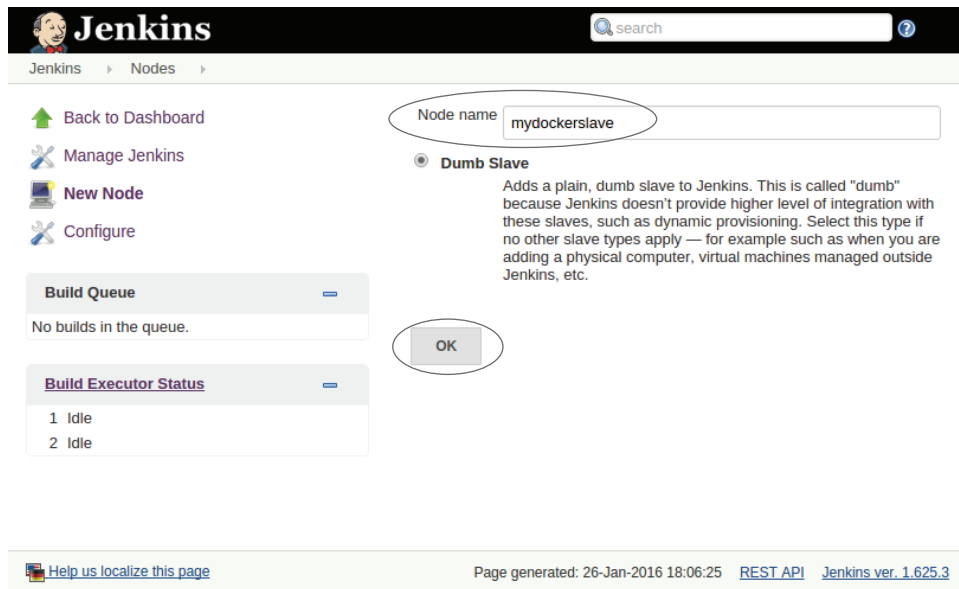 Jenkins
search
Jenkins Nodes
Back to Dashboard
Manage Jenkins
New Node
Configure
Build Queue
No builds in the queue.
Build Executor Status
1 Idle
2 Idle
Node name mydockerslave
Dumb Slave
Adds a plain, dumb slave to Jenkins. This is called "dumb"
because Jenkins doesn't provide higher level of integration with
these slaves, such as dynamic provisioning. Select this type if
no other slave types apply — for example such as when you are
adding a physical computer, virtual machines managed outside
Jenkins, etc.
OK
Help us localize this page
Page generated: 26-Jan-2016 18:06:25 REST API Jenkins ver. 1.625.3